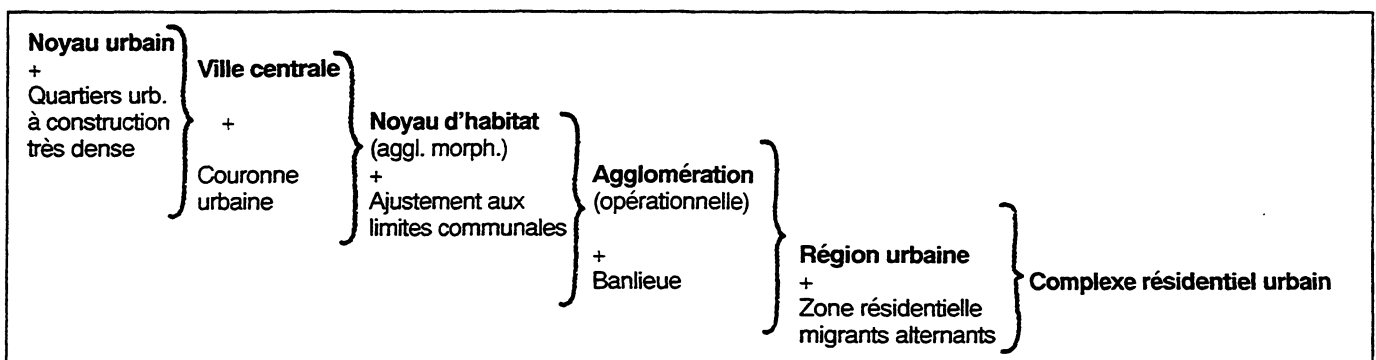 Noyau urbain
+
Quartiers urb.
à construction
très dense
Ville centrale
+
Couronne
urbaine
Noyau d'habitat
(aggl. morph.)
+
Ajustement aux
limites communales
Agglomération
(opérationnelle)
+
Banlieue
Région urbaine
+
Zone résidentielle
migrants alternants
Complexe résidentiel urbain